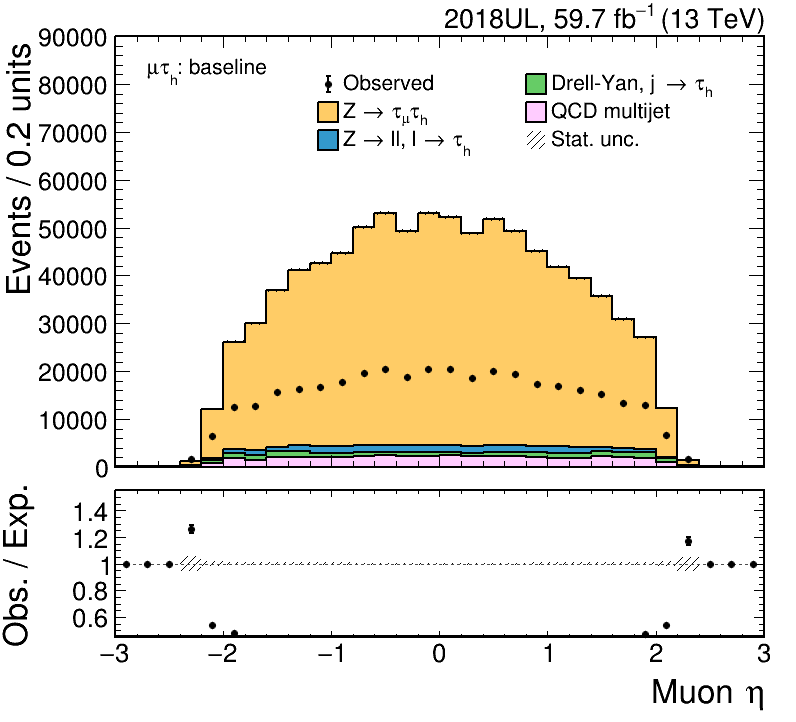 2018UL, 59.7 fb⁻¹ (13 TeV)
Events / 0.2 units
90000
80000
70000
60000
50000
40000
30000
20000
10000
0
μτₕ: baseline
Observed
Z → τ_μτₕ
Z → ll, l → τₕ
Drell-Yan, j → τₕ
QCD multijet
Stat. unc.
Obs. / Exp.
1.4
1.2
1
0.8
0.6
−3
−2
−1
0
1
2
3
Muon η